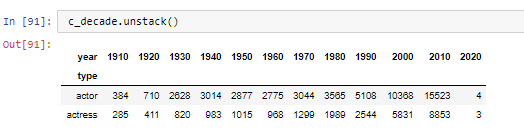 In [91]: c_decade.unstack()
Out[91]:
year 1910 1920 1930 1940 1950 1960 1970 1980 1990 2000 2010 2020
type
actor 384 710 2628 3014 2877 2775 3044 3565 5108 10368 15523 4
actress 285 411 820 983 1015 968 1299 1989 2544 5831 8853 3